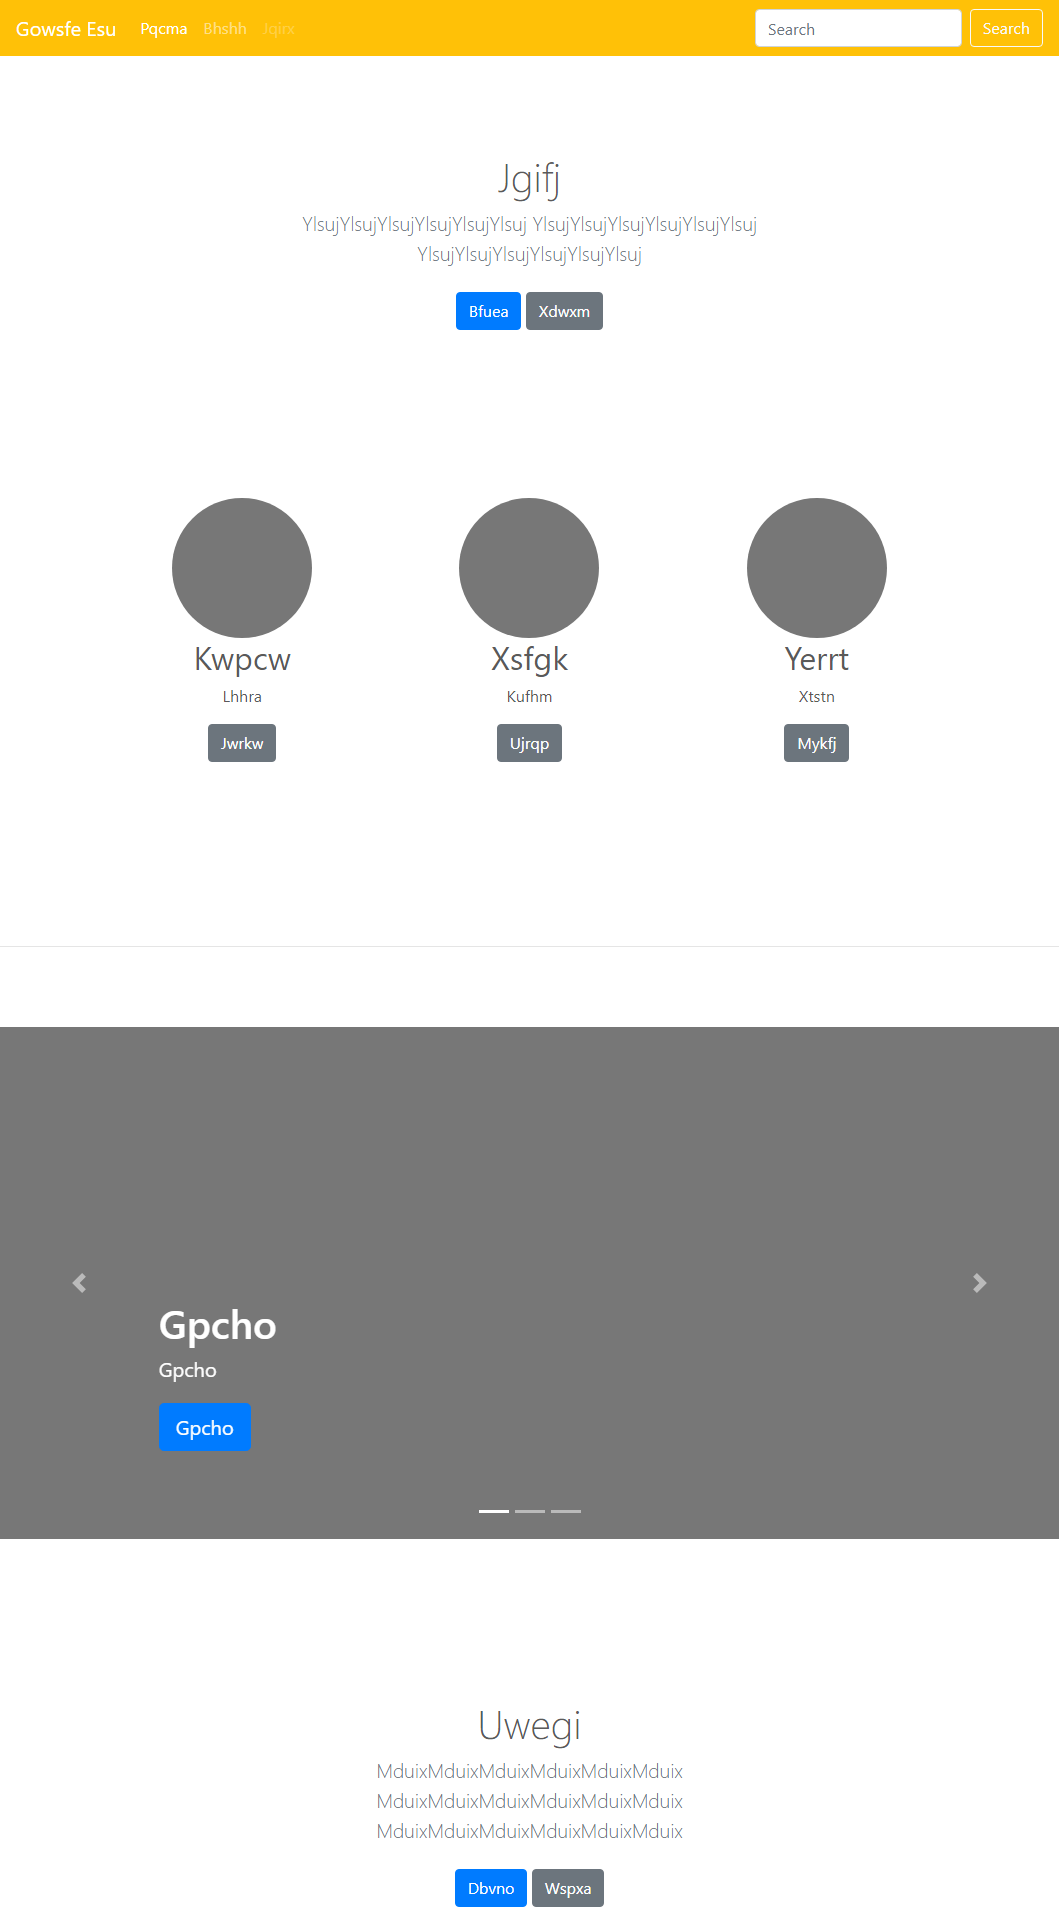 Gowsfe Esu Pqcma Bhshh Jqirx Search Search
Jgifj
YlsujYlsujYlsujYlsujYlsujYlsuj YlsujYlsujYlsujYlsujYlsujYlsuj
YlsujYlsujYlsujYlsujYlsujYlsuj
Bfuea Xdwxm
Kwpcw Xsfgk Yerrt
Lhhra Kufhm Xtstn
Jwrkw Ujrqp Mykfj
Gpcho
Gpcho
Gpcho
Uwegi
MduixMduixMduixMduixMduixMduix
MduixMduixMduixMduixMduixMduix
MduixMduixMduixMduixMduixMduix
Dbvno Wspxa